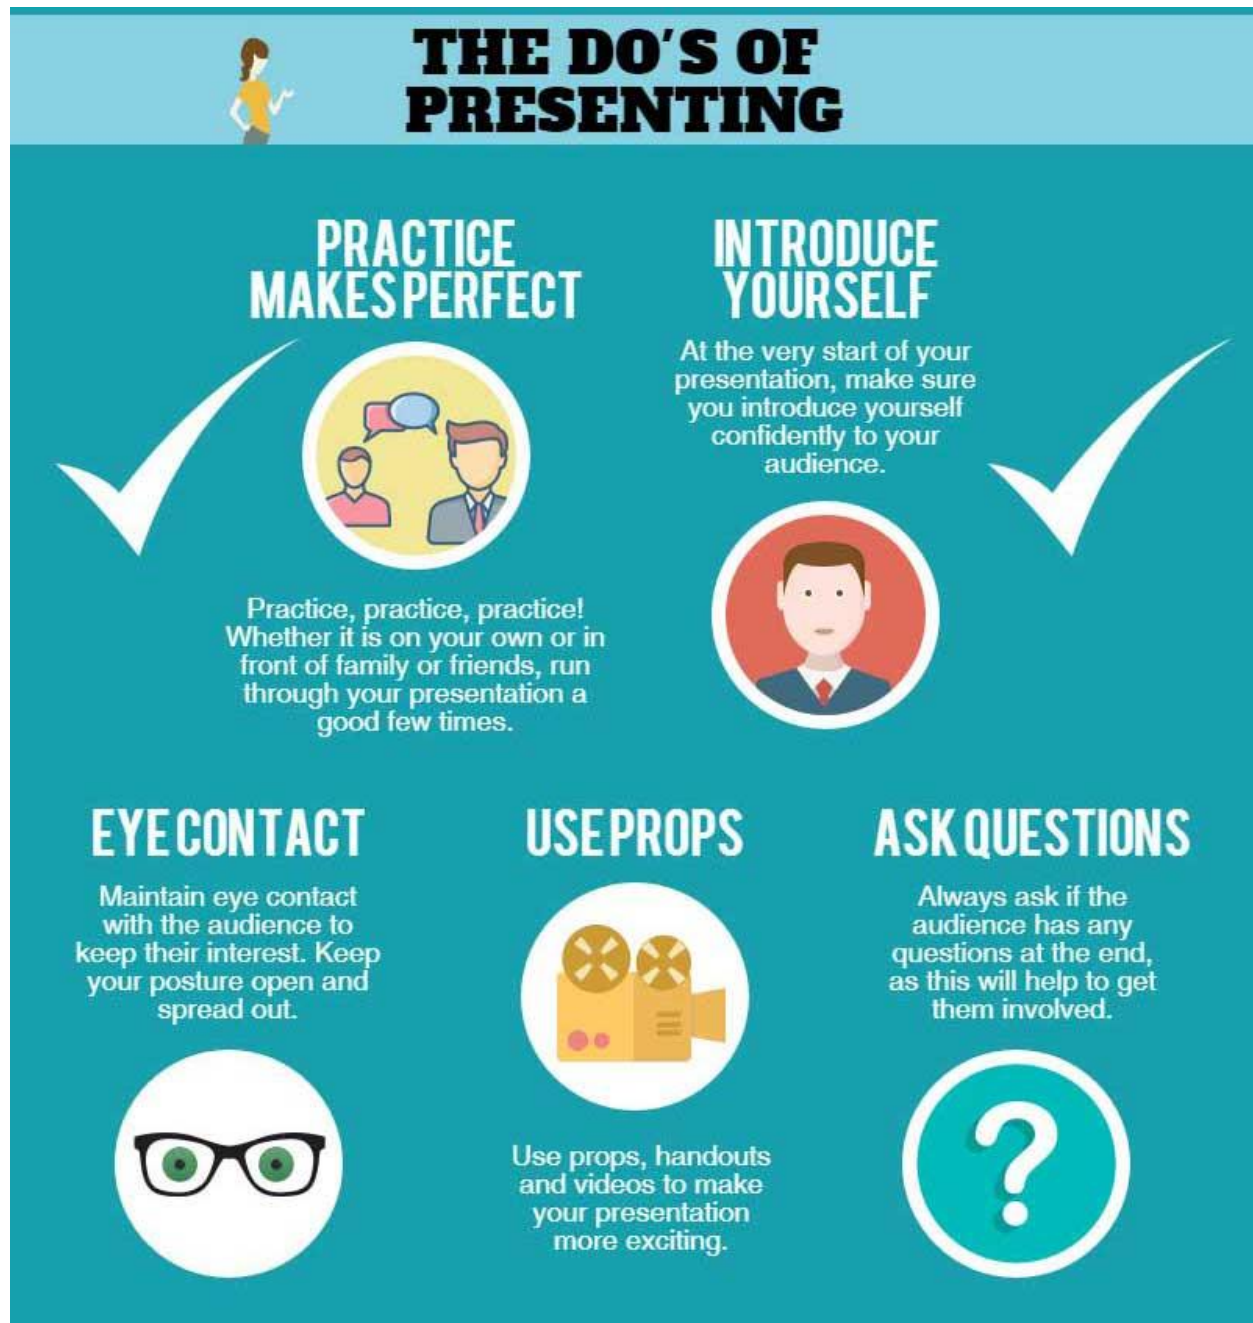 THE DO'S OF
PRESENTING
PRACTICE
MAKES PERFECT
Practice, practice, practice!
Whether it is on your own or in
front of family or friends, run
through your presentation a
good few times.
INTRODUCE
YOURSELF
At the very start of your
presentation, make sure
you introduce yourself
confidently to your
audience.
EYE CONTACT
Maintain eye contact
with the audience to
keep their interest. Keep
your posture open and
spread out.
USE PROPS
Use props, handouts
and videos to make
your presentation
more exciting.
ASK QUESTIONS
Always ask if the
audience has any
questions at the end,
as this will help to get
them involved.
?